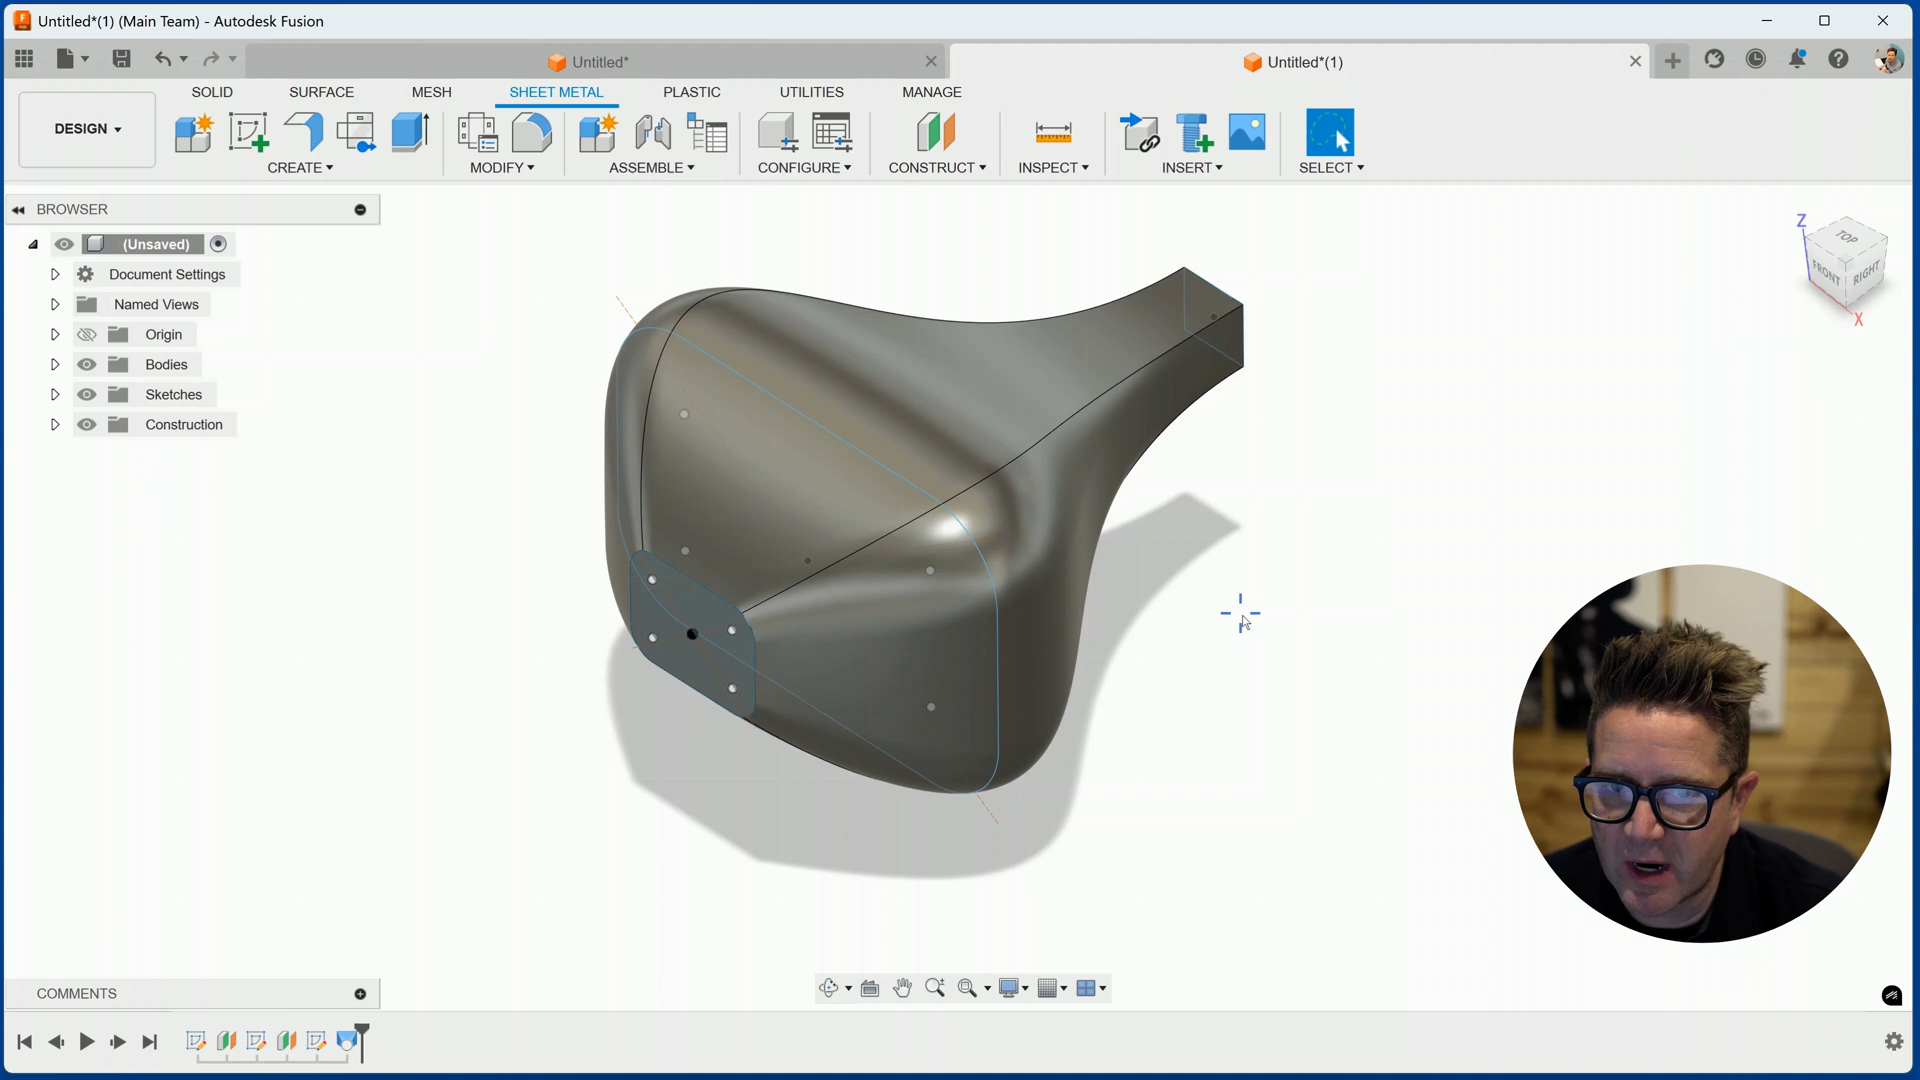 Untitled*(1) (Main Team) - Autodesk Fusion
Untitled*
Untitled*(1)
DESIGN
SOLID
SURFACE
MESH
SHEET METAL
PLASTIC
UTILITIES
MANAGE
CREATE
MODIFY
ASSEMBLE
CONFIGURE
CONSTRUCT
INSPECT
INSERT
SELECT
BROWSER
(Unsaved)
Document Settings
Named Views
Origin
Bodies
Sketches
Construction
Z
TOP
FRONT
RIGHT
X
COMMENTS